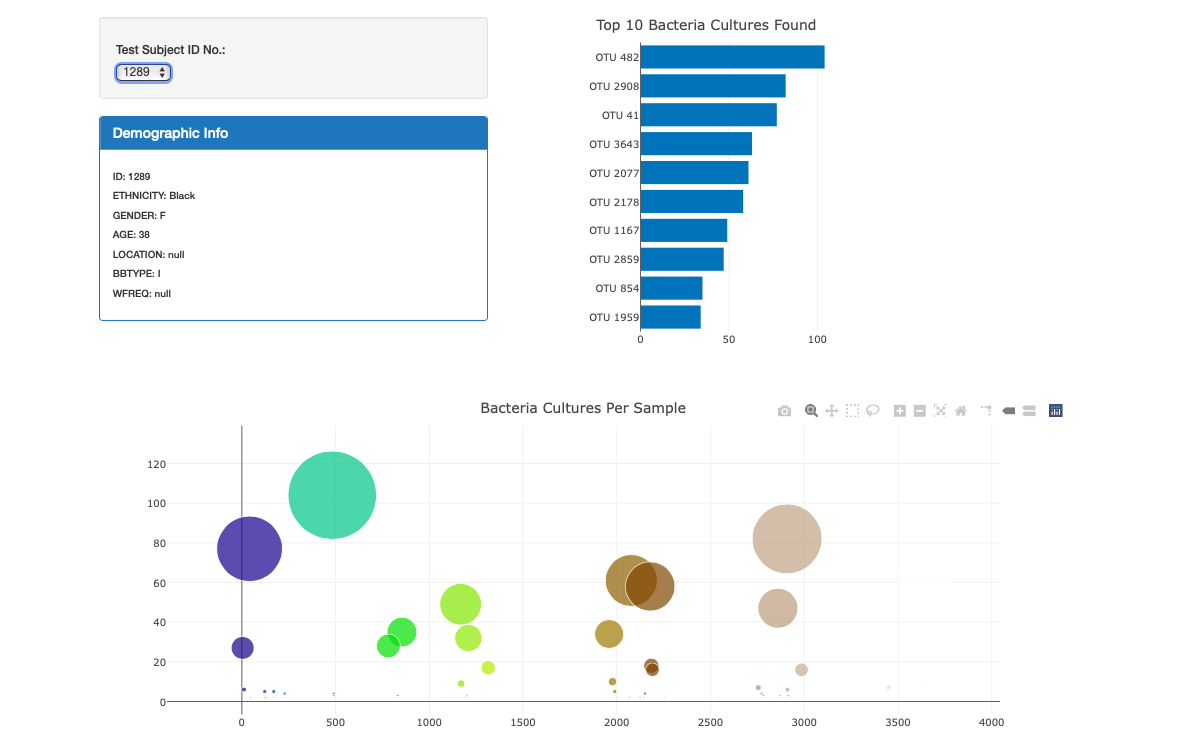 Test Subject ID No.:
1289
Demographic Info
ID: 1289
ETHNICITY: Black
GENDER: F
AGE: 38
LOCATION: null
BBTYPE: I
WFREQ: null
Top 10 Bacteria Cultures Found
OTU 482
OTU 2908
OTU 41
OTU 3643
OTU 2077
OTU 2178
OTU 1167
OTU 2859
OTU 854
OTU 1959
0 50 100
Bacteria Cultures Per Sample
120
100
80
60
40
20
0
0 500 1000 1500 2000 2500 3000 3500 4000